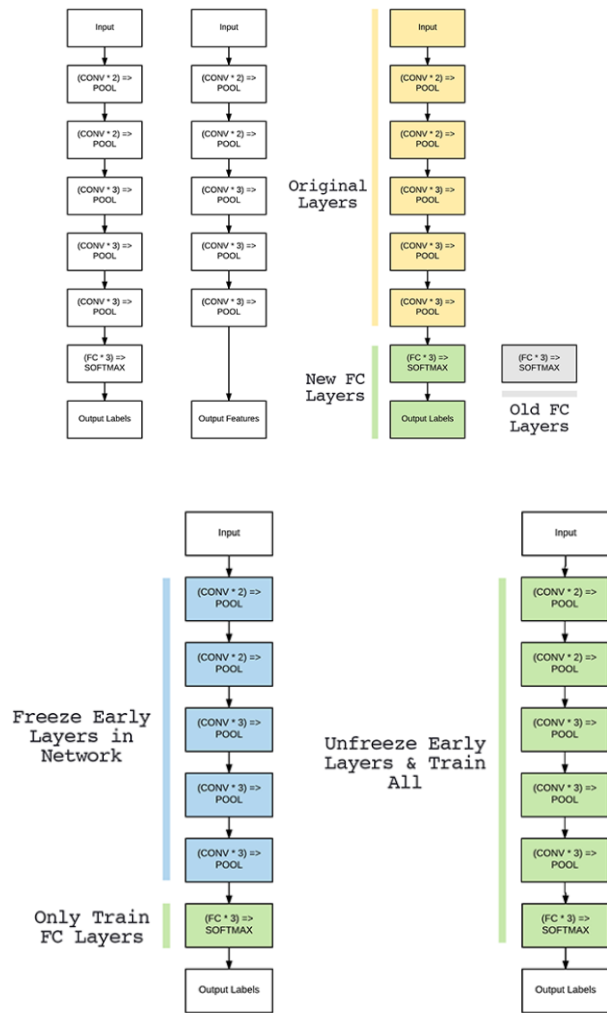 Input
(CONV * 2) =>
POOL
(CONV * 2) =>
POOL
(CONV * 3) =>
POOL
(CONV * 3) =>
POOL
(CONV * 3) =>
POOL
(FC * 3) =>
SOFTMAX
Output Labels
Input
(CONV * 2) =>
POOL
(CONV * 2) =>
POOL
(CONV * 3) =>
POOL
(CONV * 3) =>
POOL
(CONV * 3) =>
POOL
Output Features
Original
Layers
New FC
Layers
Input
(CONV * 2) =>
POOL
(CONV * 2) =>
POOL
(CONV * 3) =>
POOL
(CONV * 3) =>
POOL
(CONV * 3) =>
POOL
(FC * 3) =>
SOFTMAX
Output Labels
(FC * 3) =>
SOFTMAX
Old FC
Layers
Freeze Early
Layers in
Network
Only Train
FC Layers
Input
(CONV * 2) =>
POOL
(CONV * 2) =>
POOL
(CONV * 3) =>
POOL
(CONV * 3) =>
POOL
(CONV * 3) =>
POOL
(FC * 3) =>
SOFTMAX
Output Labels
Unfreeze Early
Layers & Train
All
Input
(CONV * 2) =>
POOL
(CONV * 2) =>
POOL
(CONV * 3) =>
POOL
(CONV * 3) =>
POOL
(CONV * 3) =>
POOL
(FC * 3) =>
SOFTMAX
Output Labels